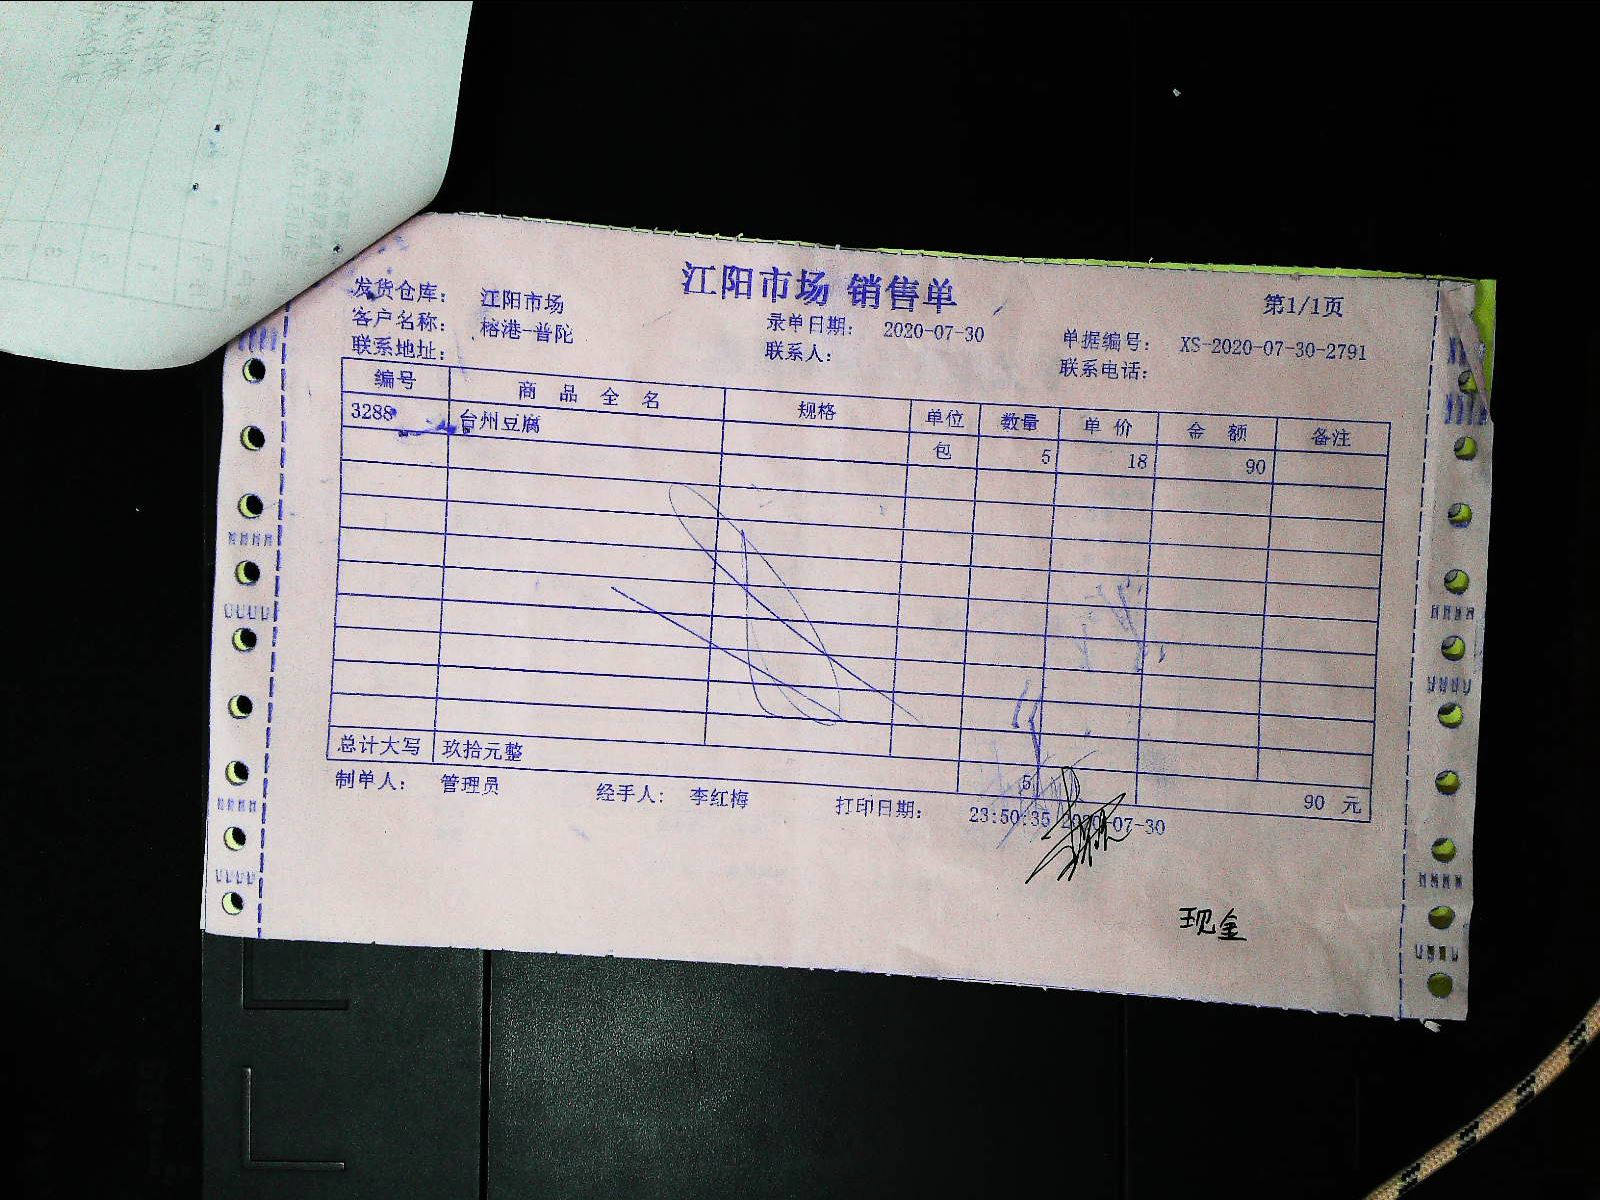 江阳市场 销售单
第1/1页
发货仓库： 江阳市场
客户名称： 榕港-普陀 录单日期： 2020-07-30 单据编号： XS-2020-07-30-2791
联系地址： 联系人： 联系电话：
编号 商品全名 规格 单位 数量 单价 金额 备注
3288 台州豆腐 包 5 18 90
总计大写 玖拾元整 5 90 元
制单人： 管理员 经手人： 李红梅 打印日期： 23:50:35 2020-07-30
现金